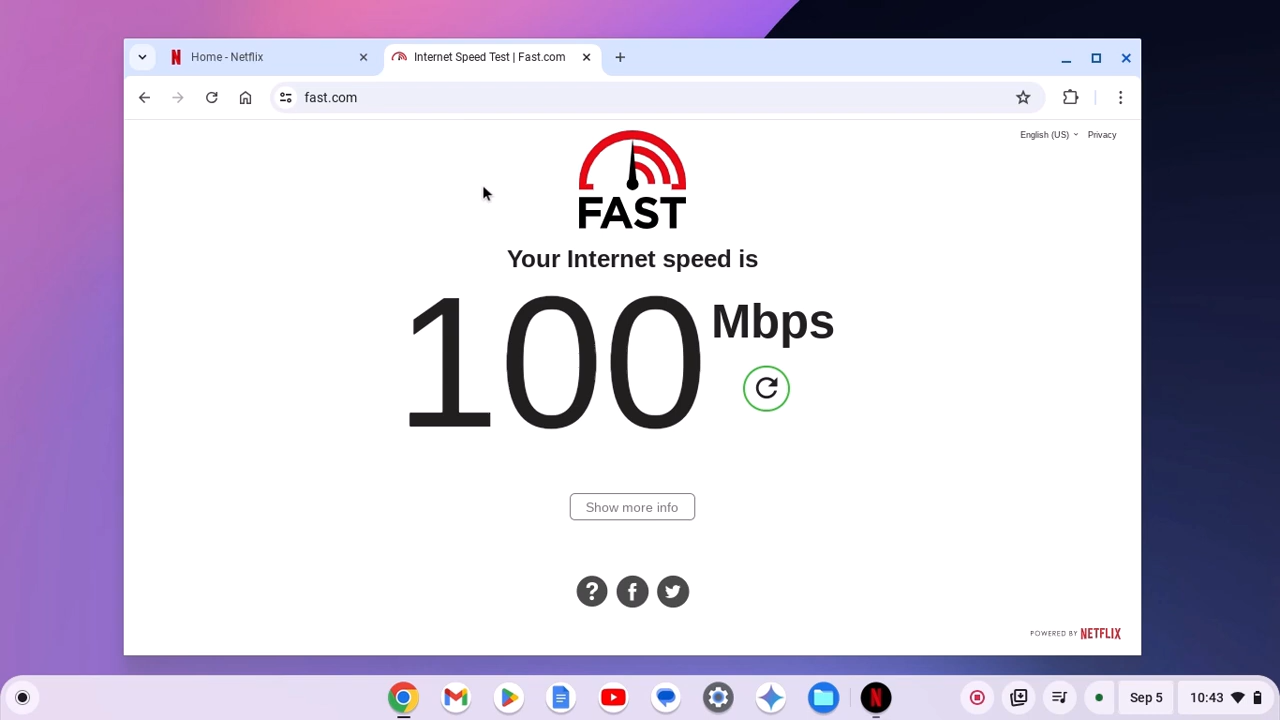 Home - Netflix
Internet Speed Test | Fast.com
fast.com
English (US)
Privacy
FAST
Your Internet speed is
100 Mbps
Show more info
POWERED BY NETFLIX
Sep 5
10:43